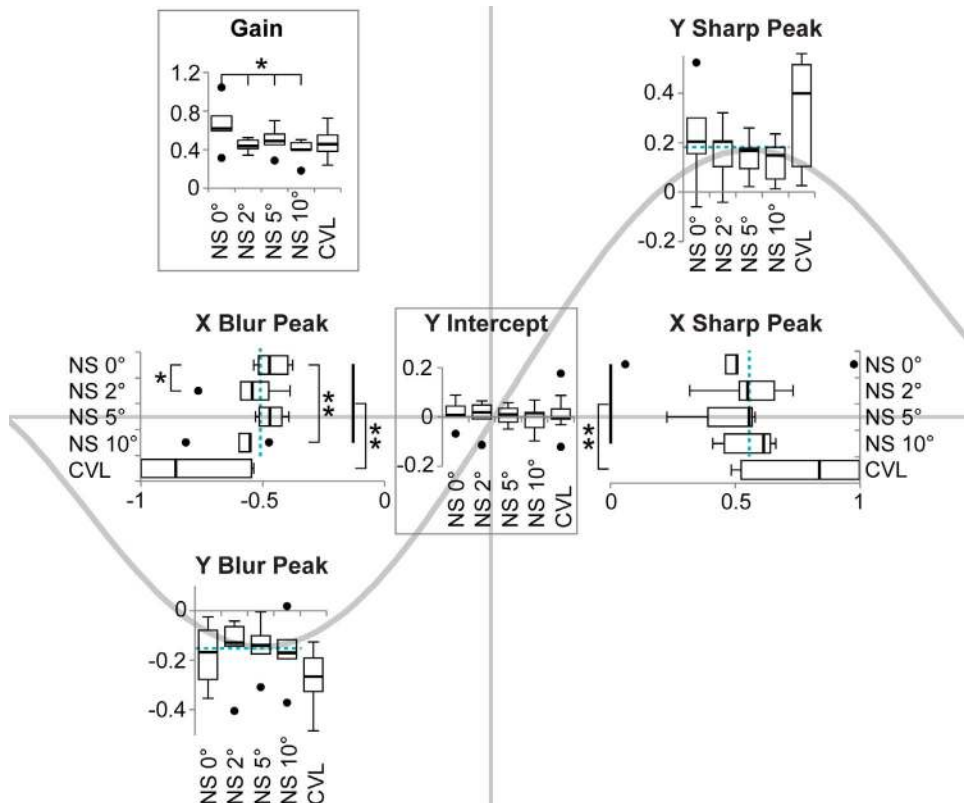 Gain
*
1.2
0.8
0.4
0
NS 0°
NS 2°
NS 5°
NS 10°
CVL
Y Sharp Peak
0.4
0.2
0
-0.2
NS 0°
NS 2°
NS 5°
NS 10°
CVL
X Blur Peak
NS 0°
NS 2°
NS 5°
NS 10°
CVL
*
**
**
-1
-0.5
0
Y Intercept
0.2
0
-0.2
NS 0°
NS 2°
NS 5°
NS 10°
CVL
X Sharp Peak
**
NS 0°
NS 2°
NS 5°
NS 10°
CVL
0
0.5
1
Y Blur Peak
0
-0.2
-0.4
NS 0°
NS 2°
NS 5°
NS 10°
CVL